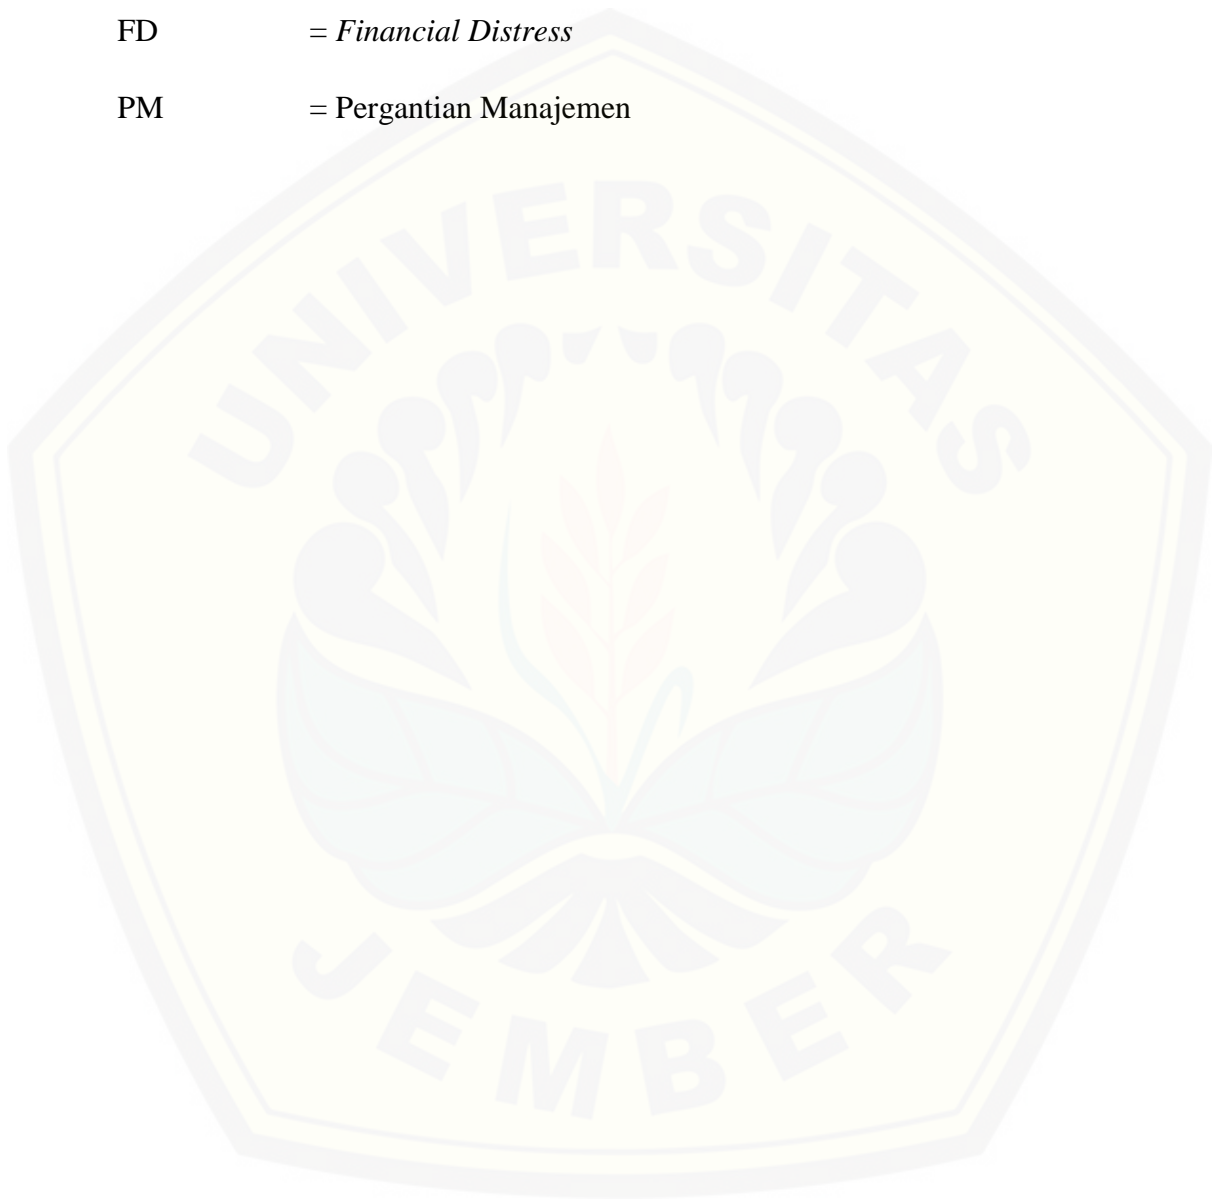 FD = Financial Distress
PM = Pergantian Manajemen
UNIVERSITAS
JEMBER